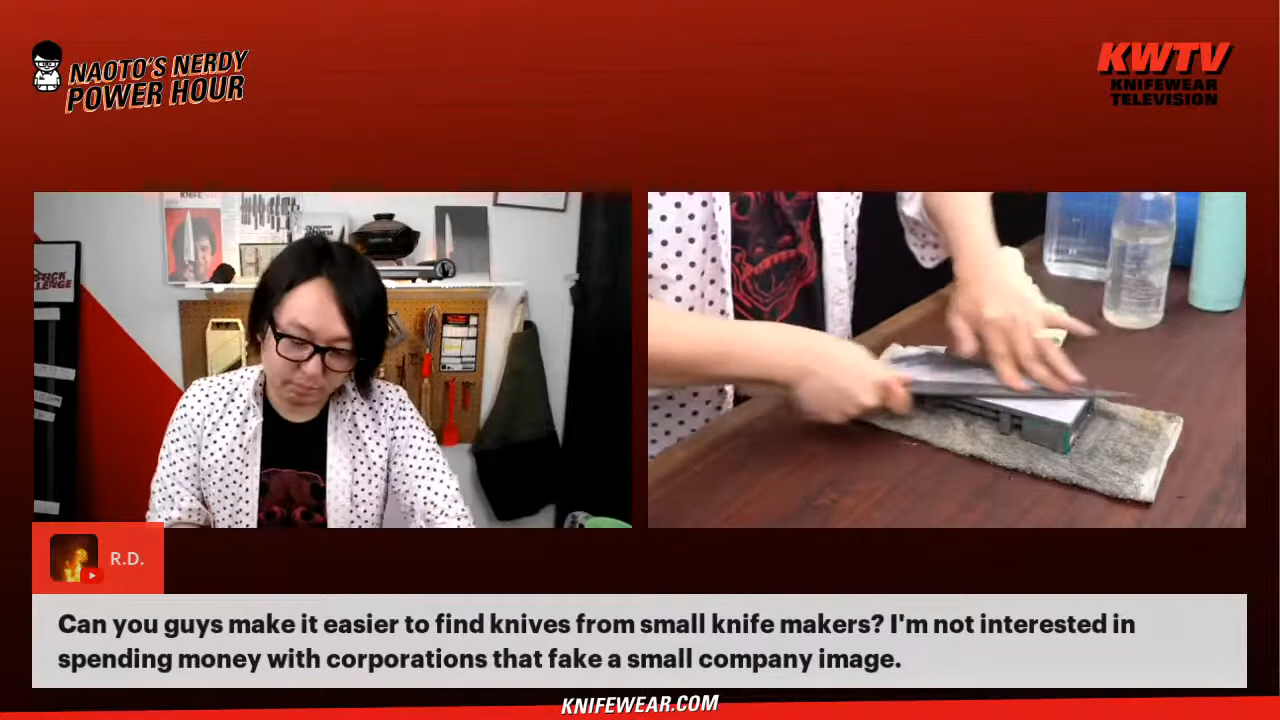 NAOTO'S NERDY
POWER HOUR
KWTV
KNIFEWEAR
TELEVISION
R.D.
Can you guys make it easier to find knives from small knife makers? I'm not interested in
spending money with corporations that fake a small company image.
KNIFEWEAR.COM